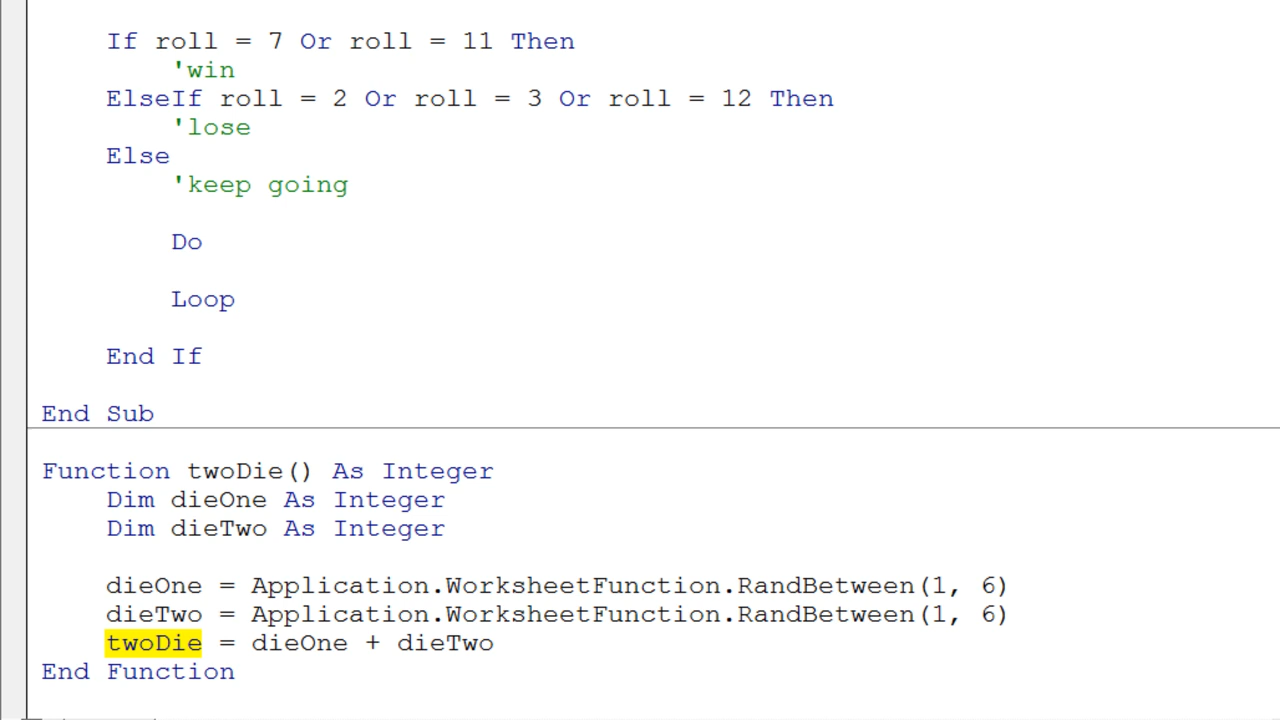 If roll = 7 Or roll = 11 Then
'win
ElseIf roll = 2 Or roll = 3 Or roll = 12 Then
'lose
Else
'keep going
Do
Loop
End If
End Sub
Function twoDie() As Integer
Dim dieOne As Integer
Dim dieTwo As Integer
dieOne = Application.WorksheetFunction.RandBetween(1, 6)
dieTwo = Application.WorksheetFunction.RandBetween(1, 6)
twoDie = dieOne + dieTwo
End Function